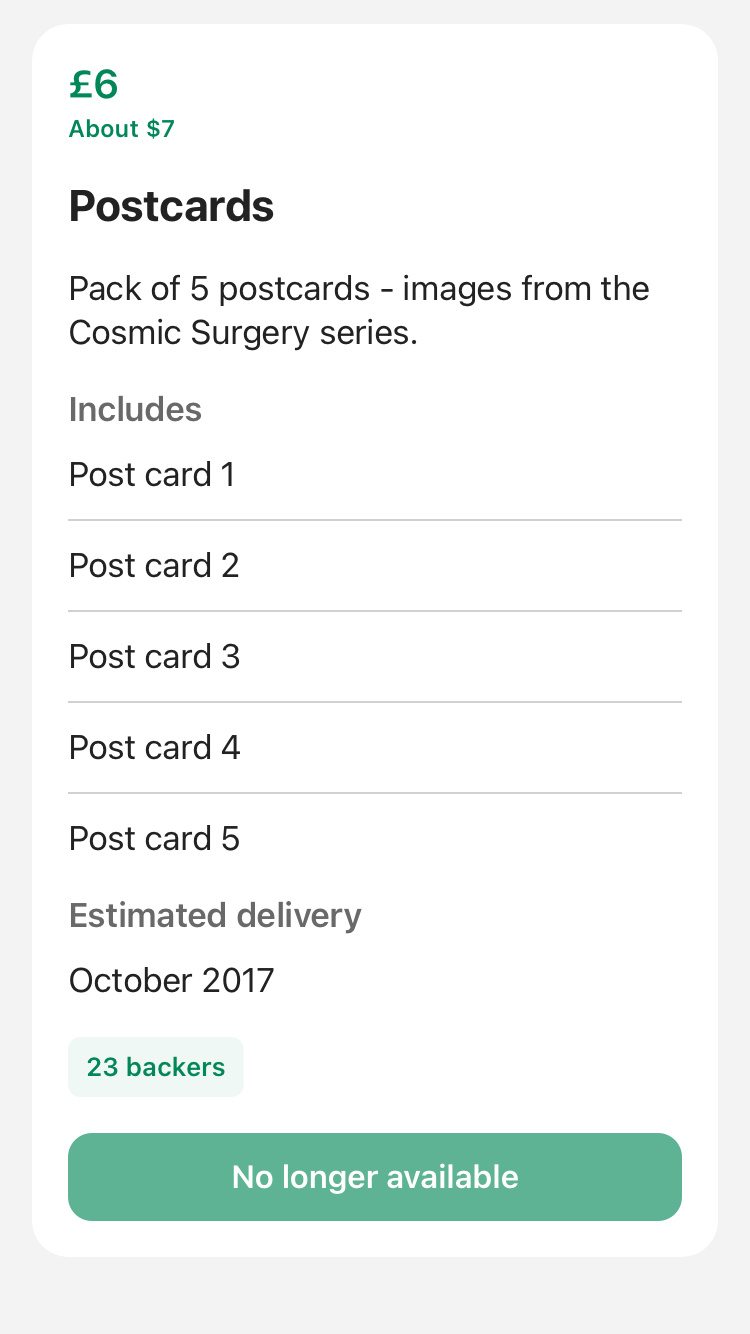 £6
About $7
Postcards
Pack of 5 postcards - images from the
Cosmic Surgery series.
Includes
Post card 1
Post card 2
Post card 3
Post card 4
Post card 5
Estimated delivery
October 2017
23 backers
No longer available